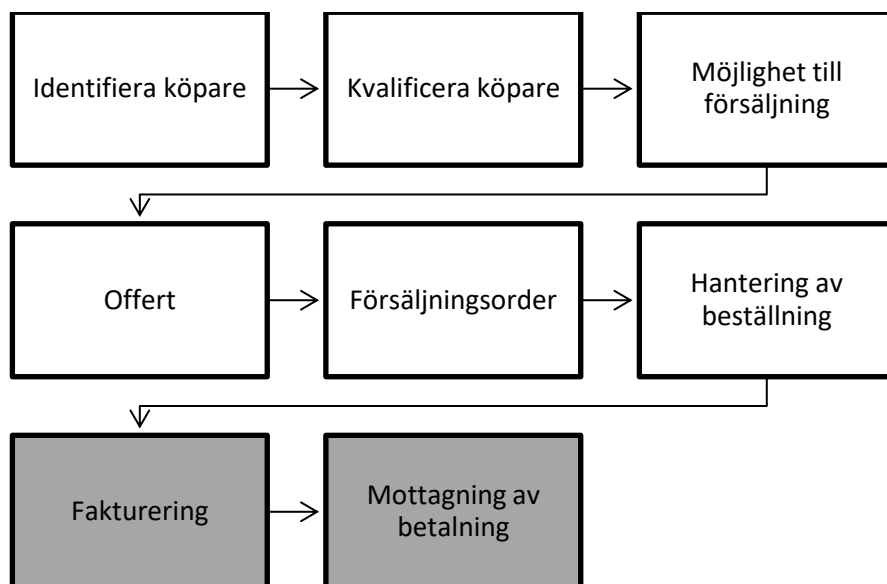 Identifiera köpare
Kvalificera köpare
Möjlighet till
försäljning
Offert
Försäljningsorder
Hantering av
beställning
Fakturering
Mottagning av
betalning